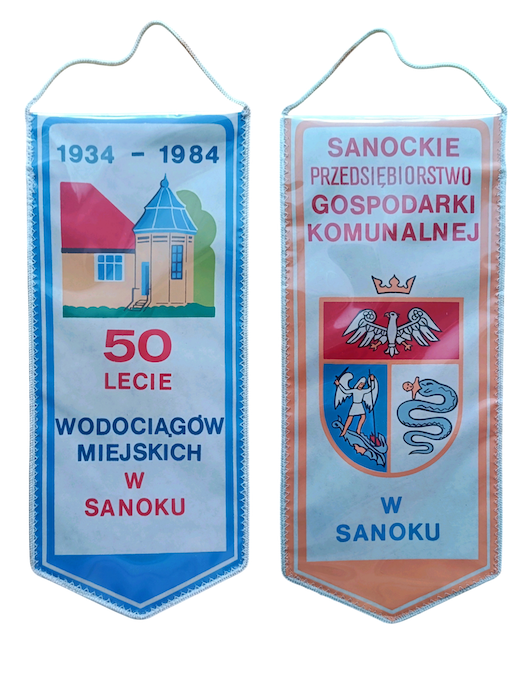 1934 - 1984
50
LECIE
WODOCIĄGÓW
MIEJSKICH
W
SANOKU
SANOCKIE
PRZEDSIĘBIORSTWO
GOSPODARKI
KOMUNALNEJ
W
SANOKU